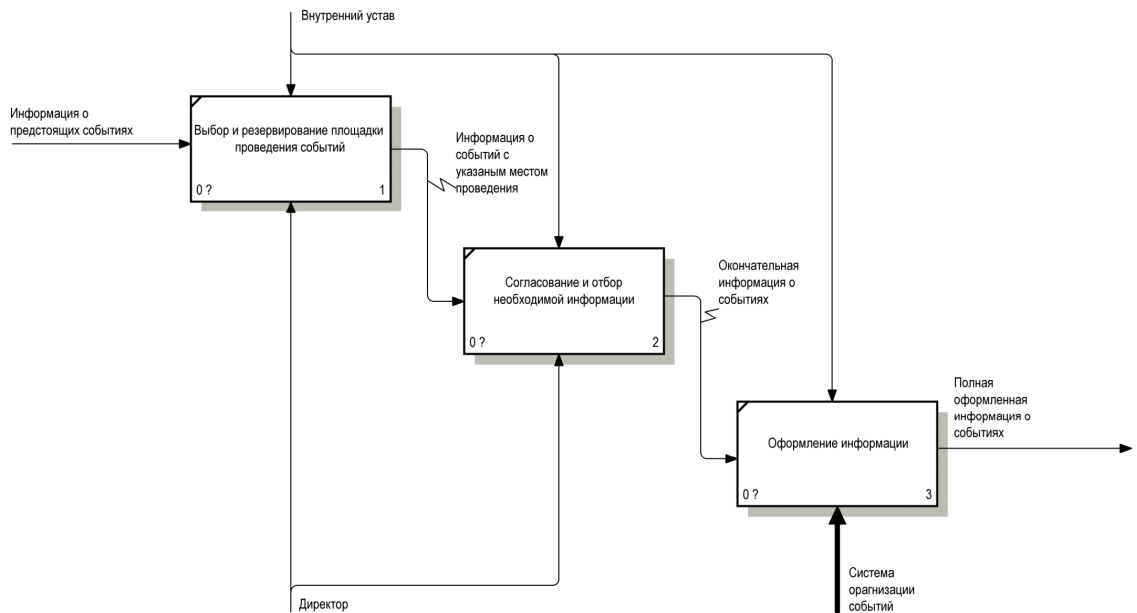 Внутренний устав
Информация о
предстоящих событиях
Выбор и резервирование площадки
проведения событий
0 ?
1
Информация о
событий с
указаным местом
проведения
Согласование и отбор
необходимой информации
0 ?
2
Окончательная
информация о
событиях
Оформление информации
0 ?
3
Полная
оформленная
информация о
событиях
Директор
Система
орагнизации
событий